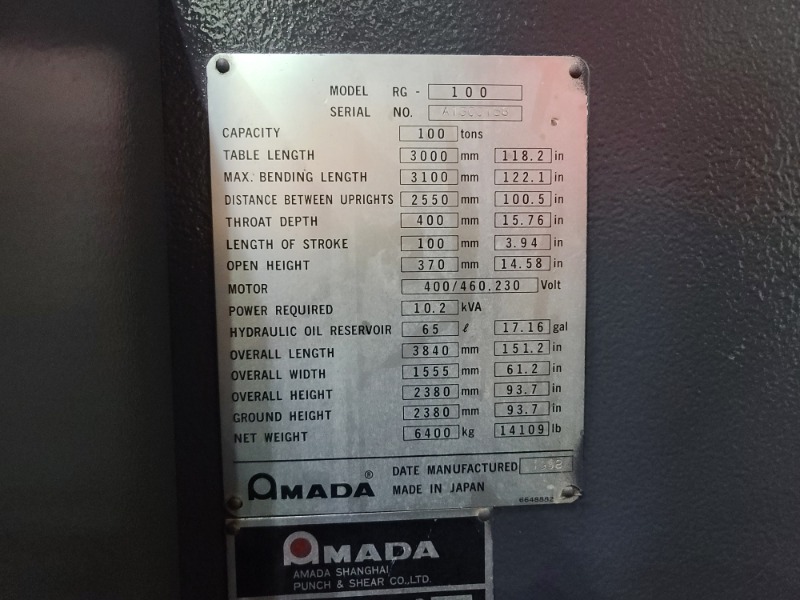 MODEL RG - 100
SERIAL NO.
CAPACITY 100 tons
TABLE LENGTH 3000 mm 118.2 in
MAX. BENDING LENGTH 3100 mm 122.1 in
DISTANCE BETWEEN UPRIGHTS 2550 mm 100.5 in
THROAT DEPTH 400 mm 15.76 in
LENGTH OF STROKE 100 mm 3.94 in
OPEN HEIGHT 370 mm 14.58 in
MOTOR 400/460.230 Volt
POWER REQUIRED 10.2 kVA
HYDRAULIC OIL RESERVOIR 65 ℓ 17.16 gal
OVERALL LENGTH 3840 mm 151.2 in
OVERALL WIDTH 1555 mm 61.2 in
OVERALL HEIGHT 2380 mm 93.7 in
GROUND HEIGHT 2380 mm 93.7 in
NET WEIGHT 6400 kg 14109 lb
AMADA® DATE MANUFACTURED
MADE IN JAPAN
6648882
AMADA
AMADA SHANGHAI
PUNCH & SHEAR CO.,LTD.